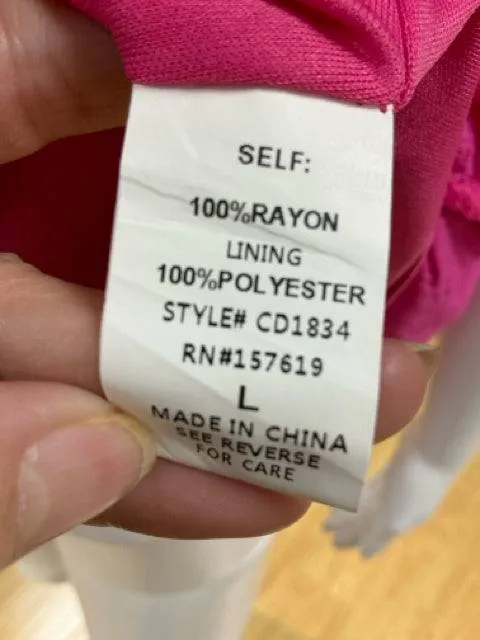 SELF:
100%RAYON
LINING
100%POLYESTER
STYLE# CD1834
RN#157619
L
MADE IN CHINA
SEE REVERSE
FOR CARE